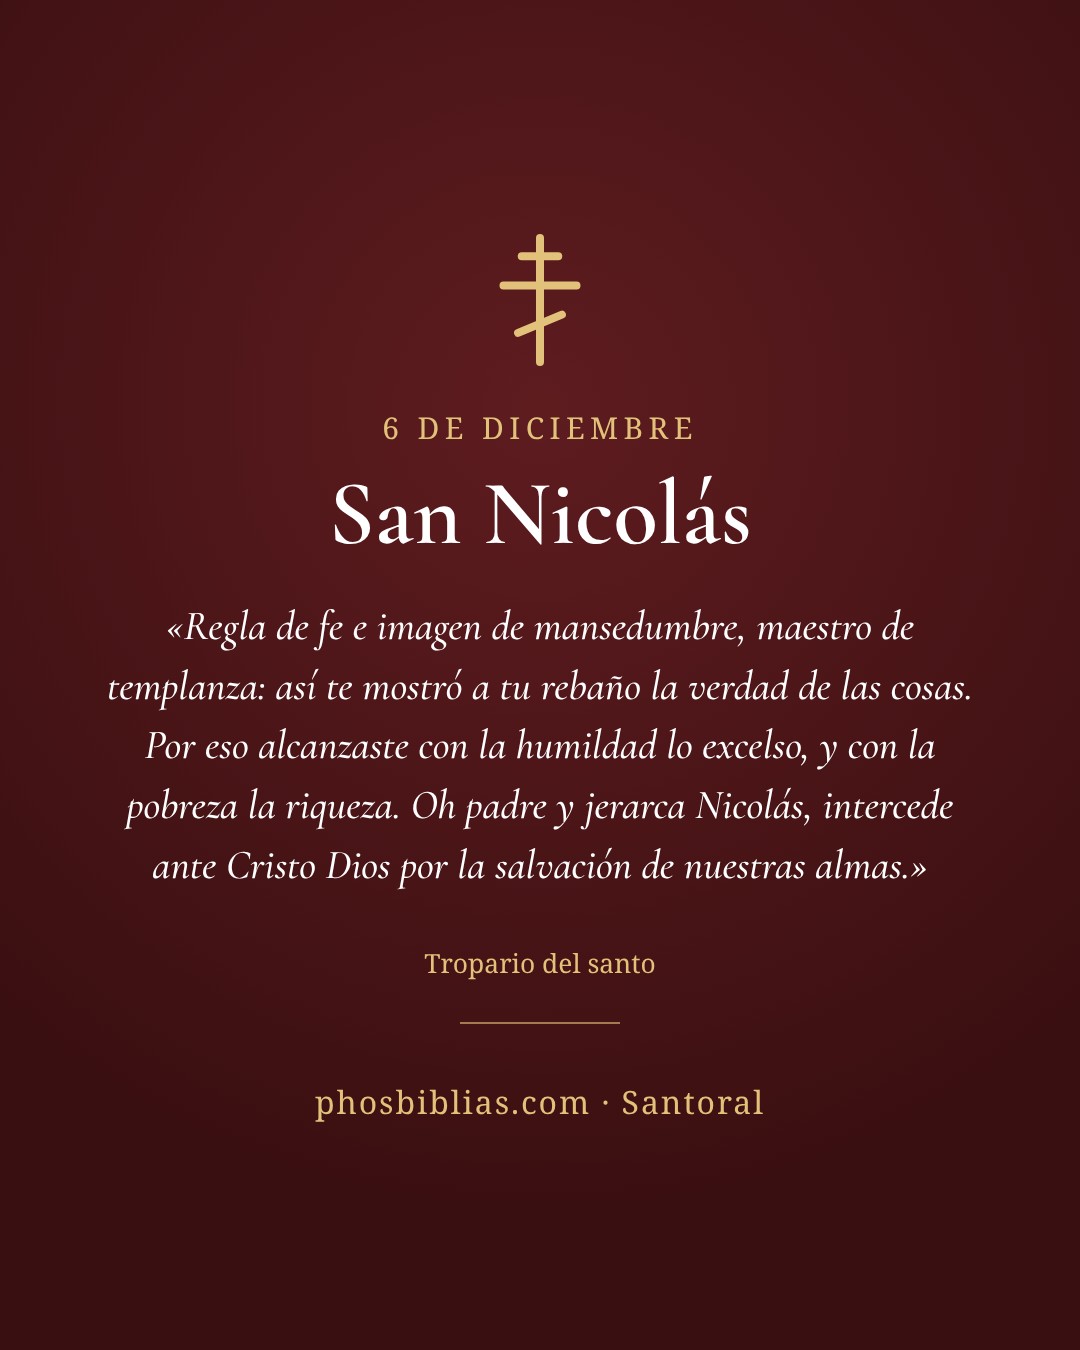 6 DE DICIEMBRE
San Nicolás
«Regla de fe e imagen de mansedumbre, maestro de
templanza: así te mostró a tu rebaño la verdad de las cosas.
Por eso alcanzaste con la humildad lo excelso, y con la
pobreza la riqueza. Oh padre y jerarca Nicolás, intercede
ante Cristo Dios por la salvación de nuestras almas.»
Tropario del santo
phosbiblias.com · Santoral